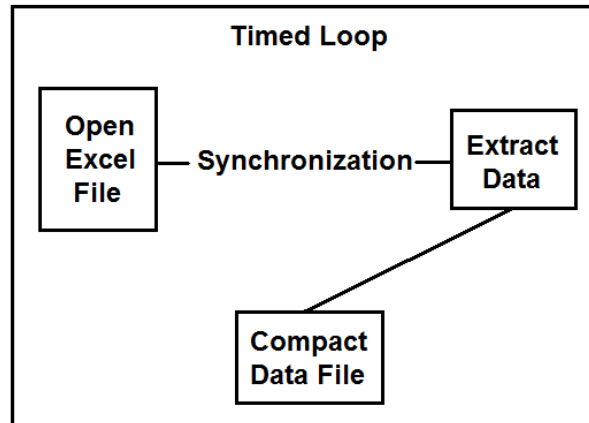 Timed Loop
Open
Excel
File
Synchronization
Extract
Data
Compact
Data File